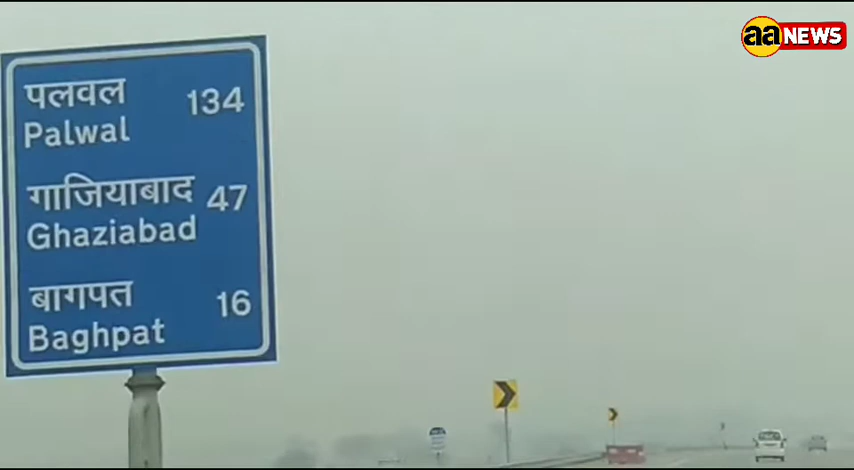 aa NEWS
पलवल 134
Palwal
गाजियाबाद 47
Ghaziabad
बागपत 16
Baghpat